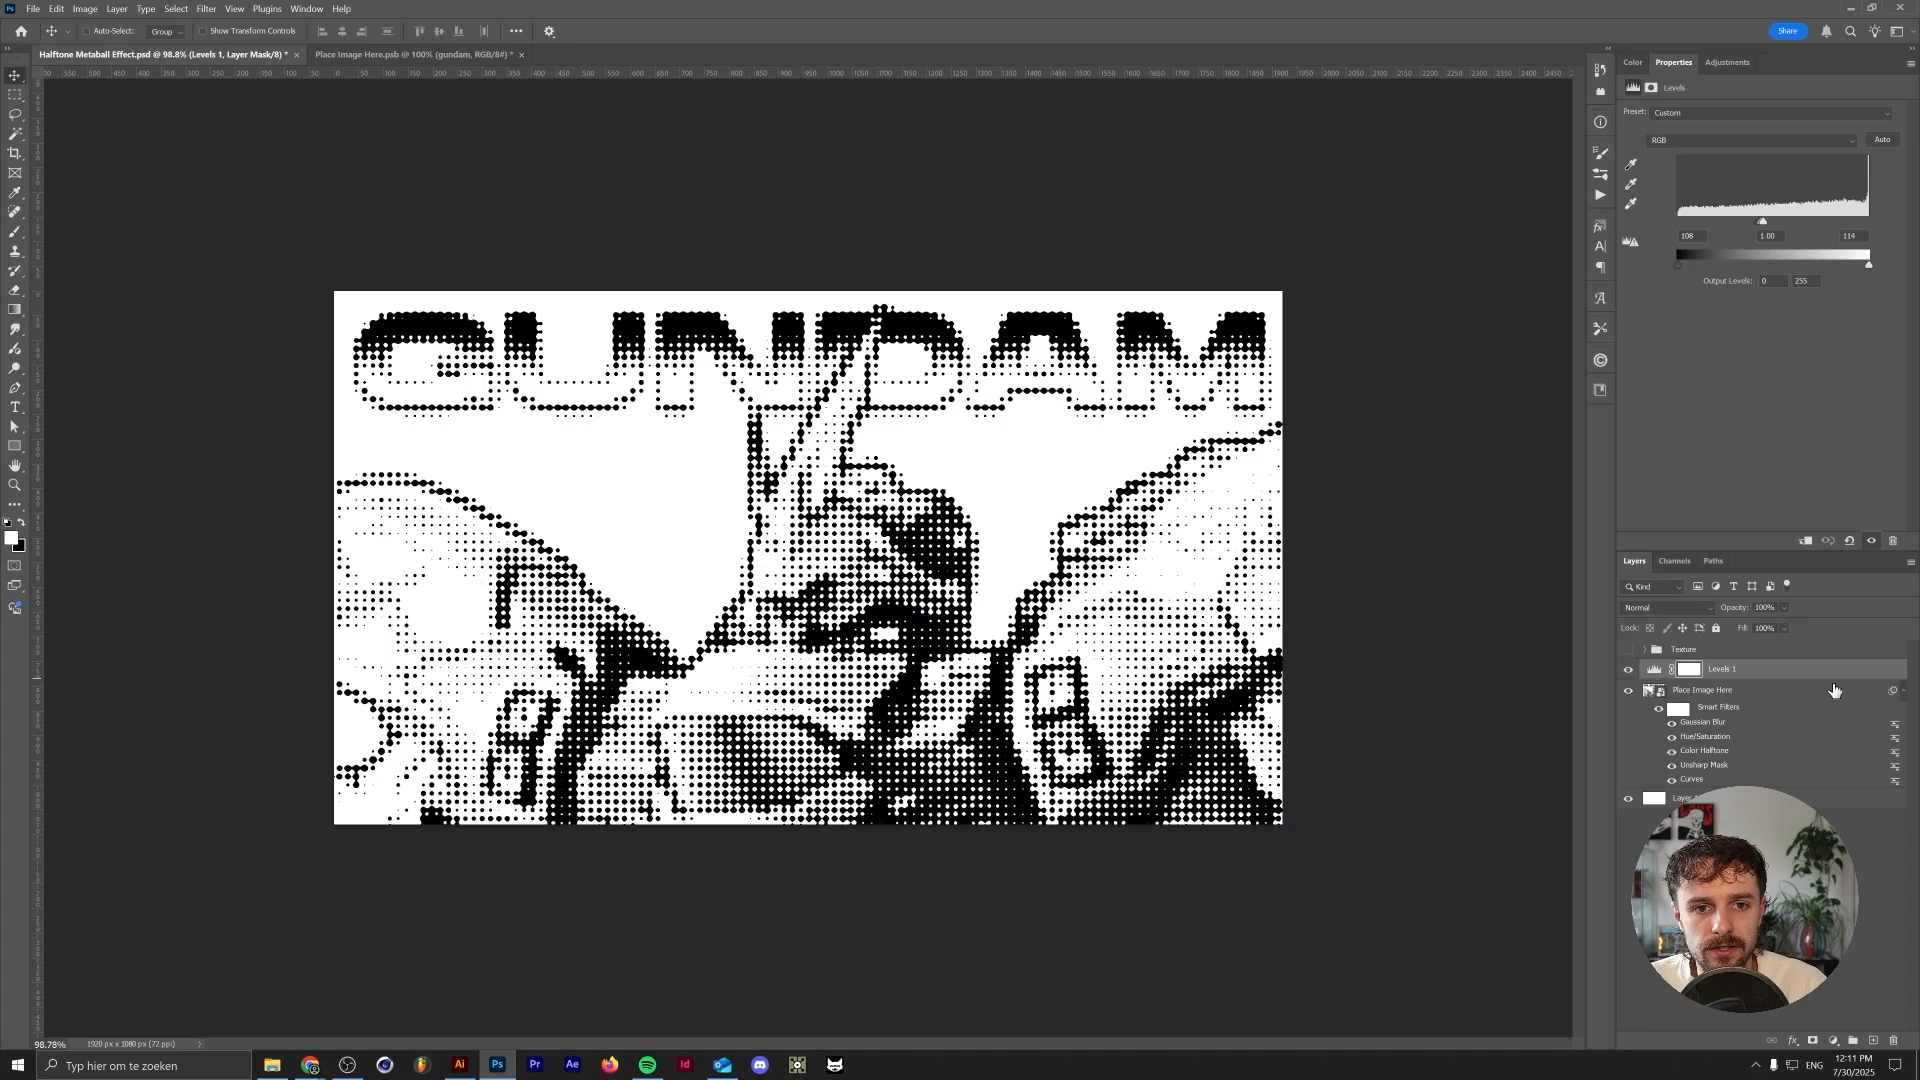 File Edit Image Layer Type Select Filter View Plugins Window Help
Auto-Select: Group Show Transform Controls Share
Halftone Metaball Effect.psd @ 98.8% (Levels 1, Layer Mask/8) * Place Image Here.psb @ 100% (gundam, RGB/8#) *
Color Properties Adjustments
Levels
Preset: Custom
RGB Auto
108 1.00 114
Output Levels: 0 255
GUNDAM
Layers Channels Paths
Kind
Normal Opacity: 100%
Lock: Fill: 100%
Texture
Levels 1
Place Image Here
Smart Filters
Gaussian Blur
Hue/Saturation
Color Halftone
Unsharp Mask
Curves
98.78% 1920 px x 1080 px (72 ppi)
Typ hier om te zoeken
ENG
12:11 PM
7/30/2025